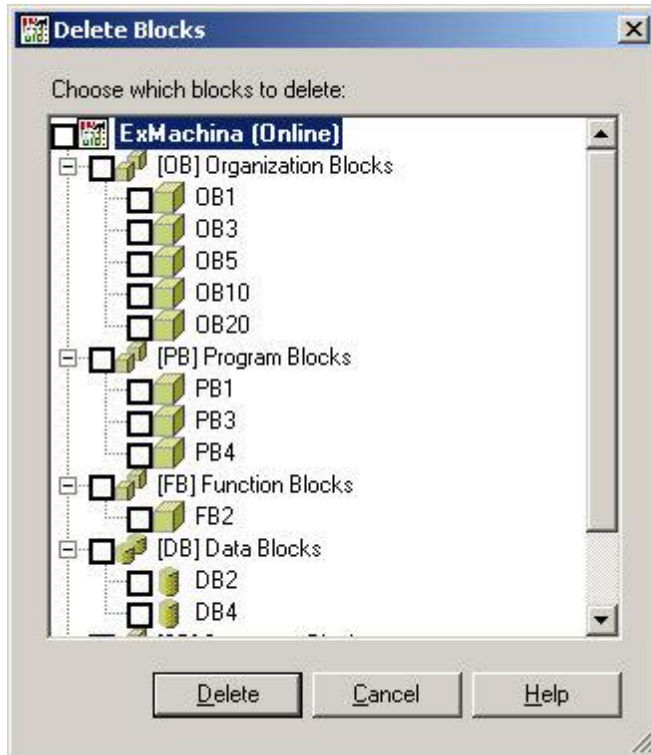 Delete Blocks
Choose which blocks to delete:
ExMachina (Online)
[OB] Organization Blocks
OB1
OB3
OB5
OB10
OB20
[PB] Program Blocks
PB1
PB3
PB4
[FB] Function Blocks
FB2
[DB] Data Blocks
DB2
DB4
Delete Cancel Help